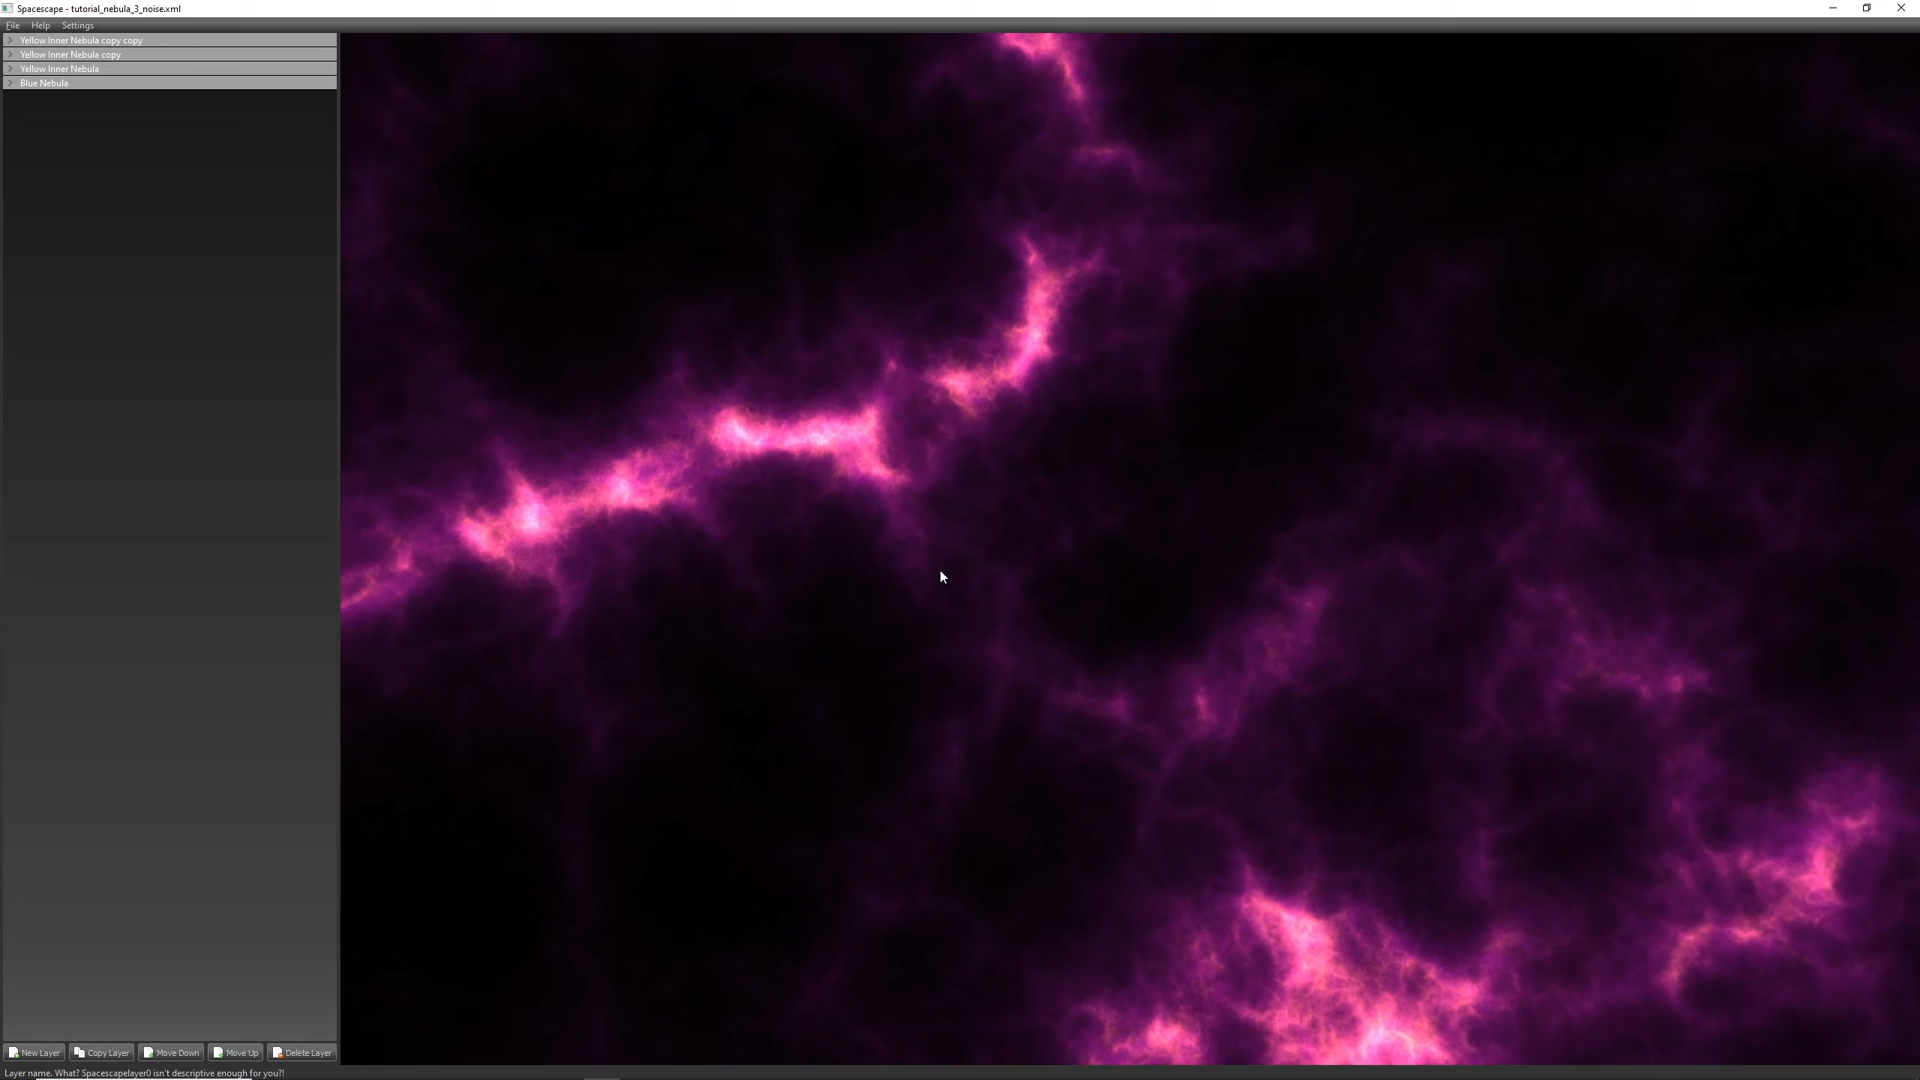 Spacescape - tutorial_nebula_3_noise.xml
File Help Settings
Yellow Inner Nebula copy copy
Yellow Inner Nebula copy
Yellow Inner Nebula
Blue Nebula
New Layer Copy Layer Move Down Move Up Delete Layer
Layer name. What? Spacescapelayer0 isn't descriptive enough for you?!